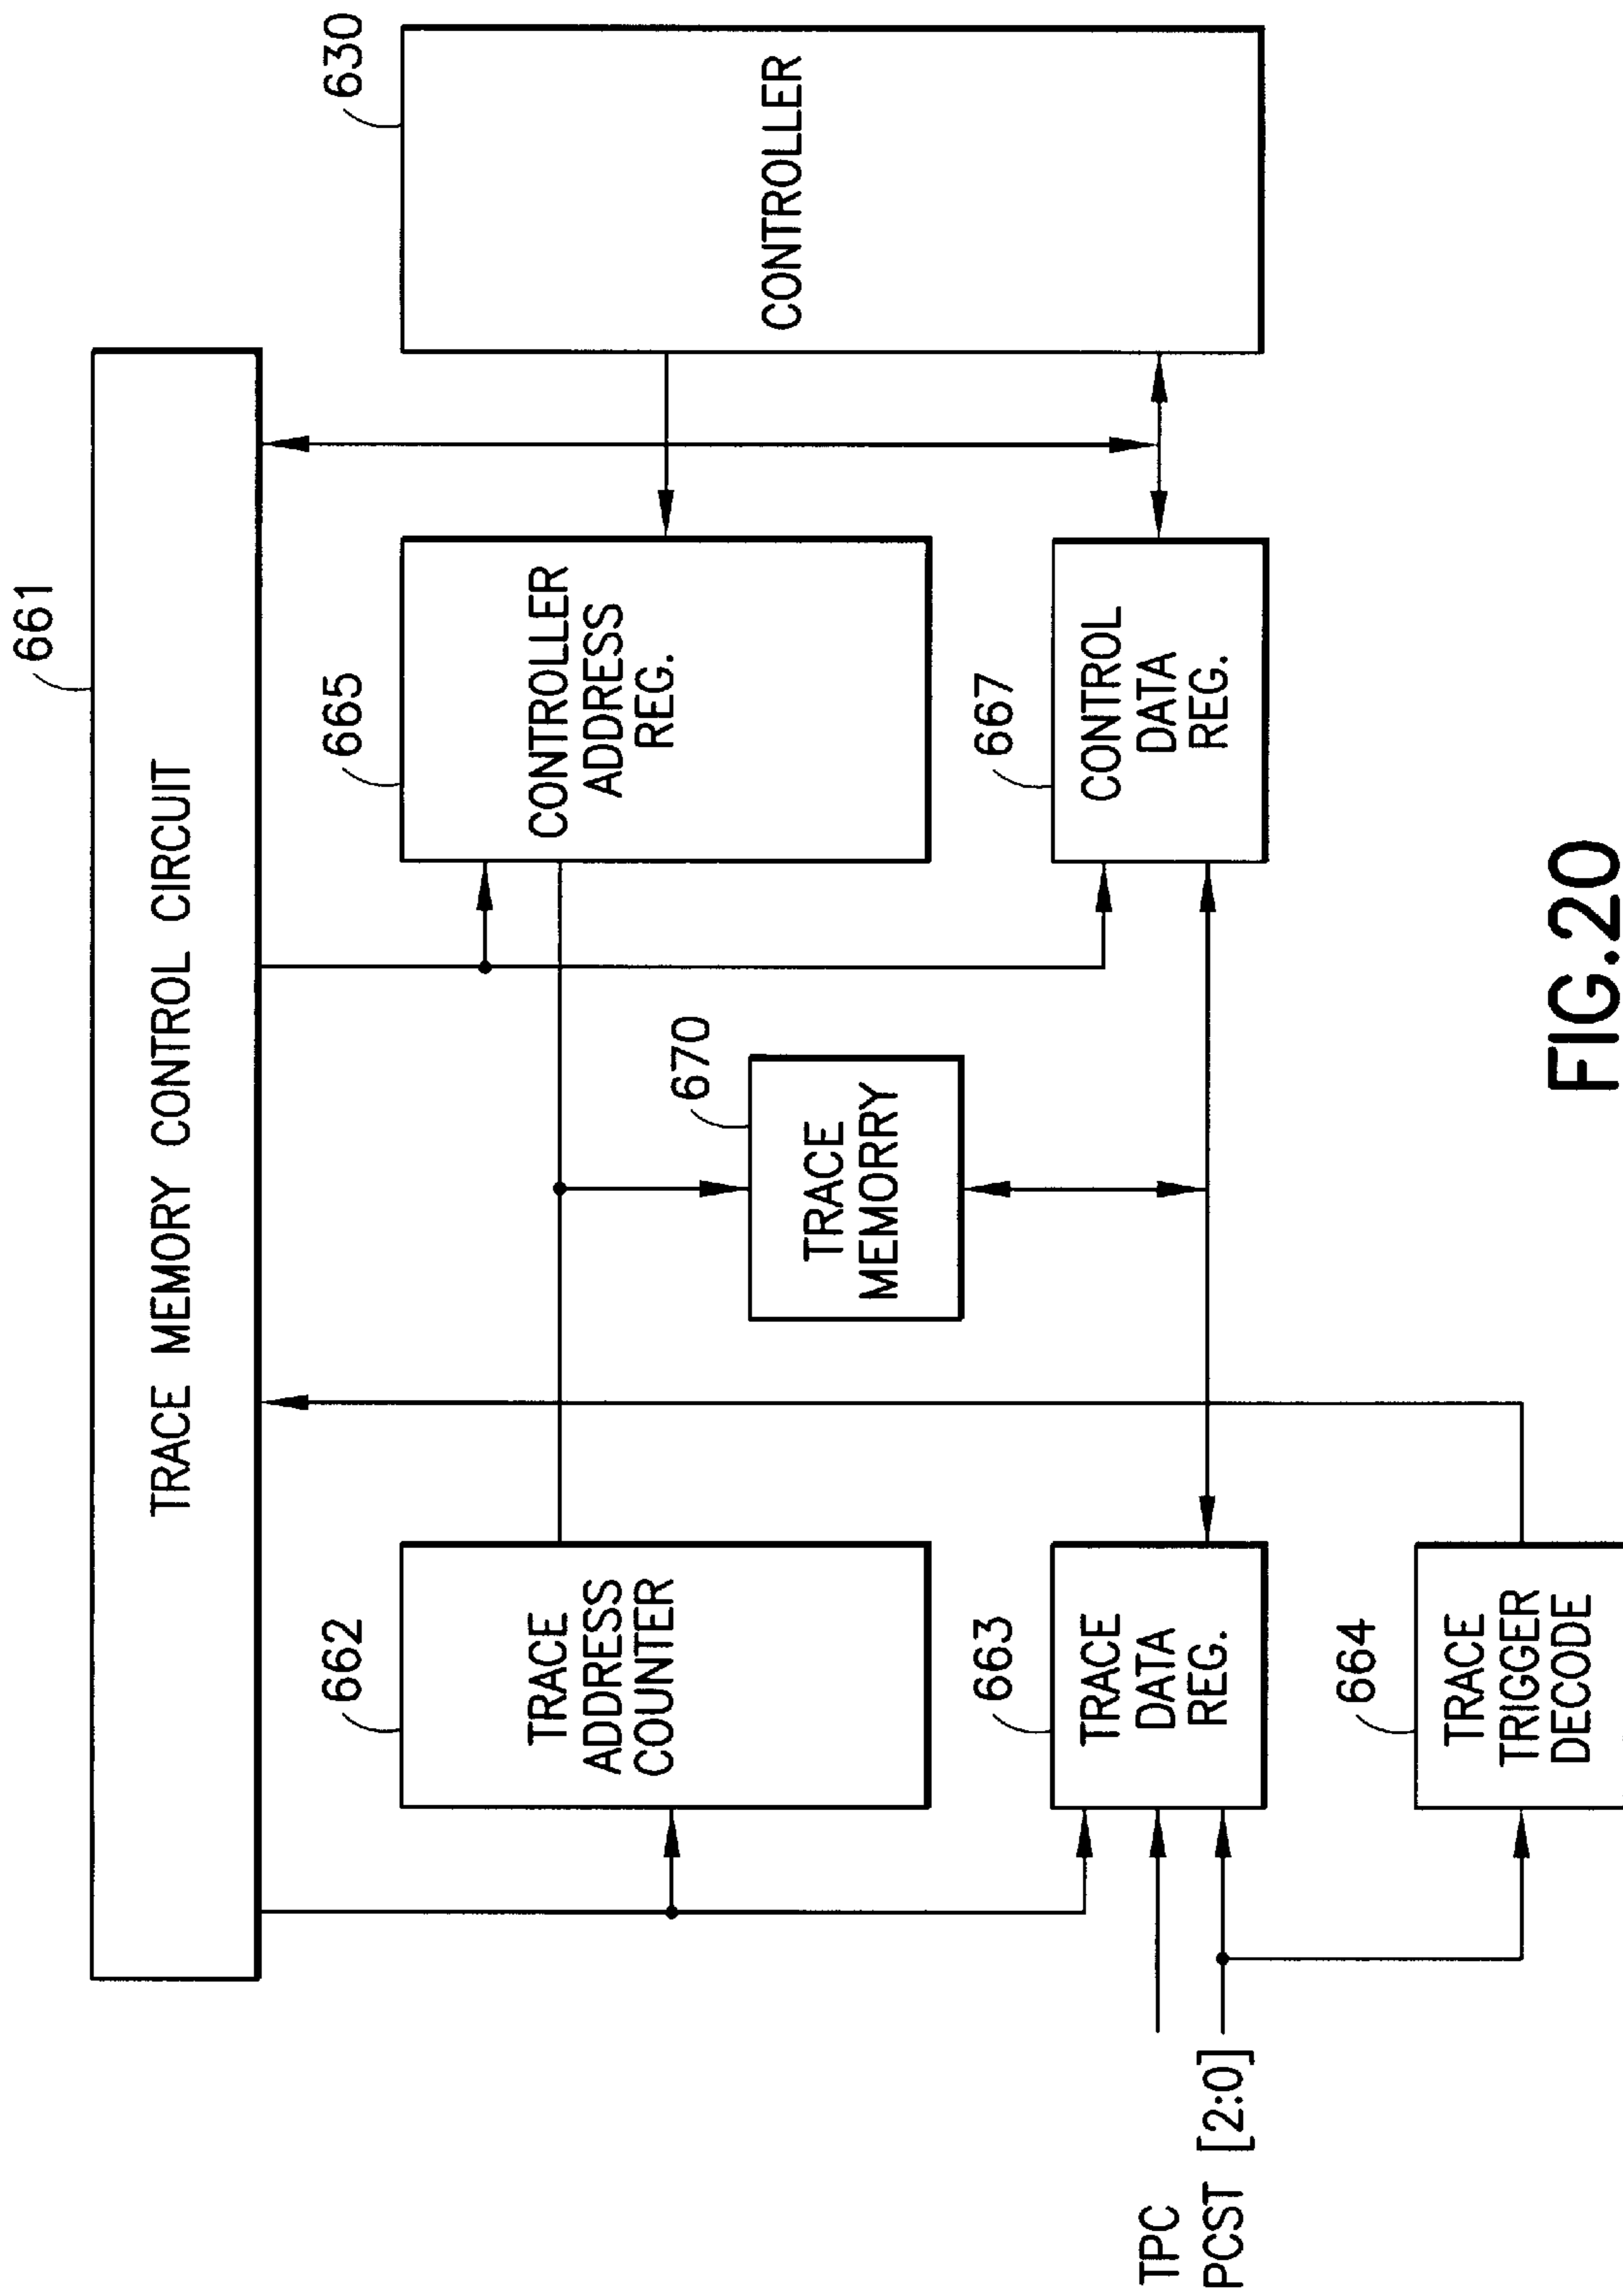 661
TRACE MEMORY CONTROL CIRCUIT
662
TRACE
ADDRESS
COUNTER
665
CONTROLLER
ADDRESS
REG.
630
CONTROLLER
670
TRACE
MEMORRY
663
TRACE
DATA
REG.
667
CONTROL
DATA
REG.
TPC
PCST [2:0]
664
TRACE
TRIGGER
DECODE
FIG.20